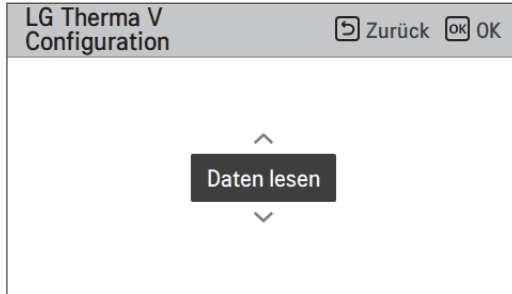 LG Therma V
Configuration
Zurück OK OK
Daten lesen